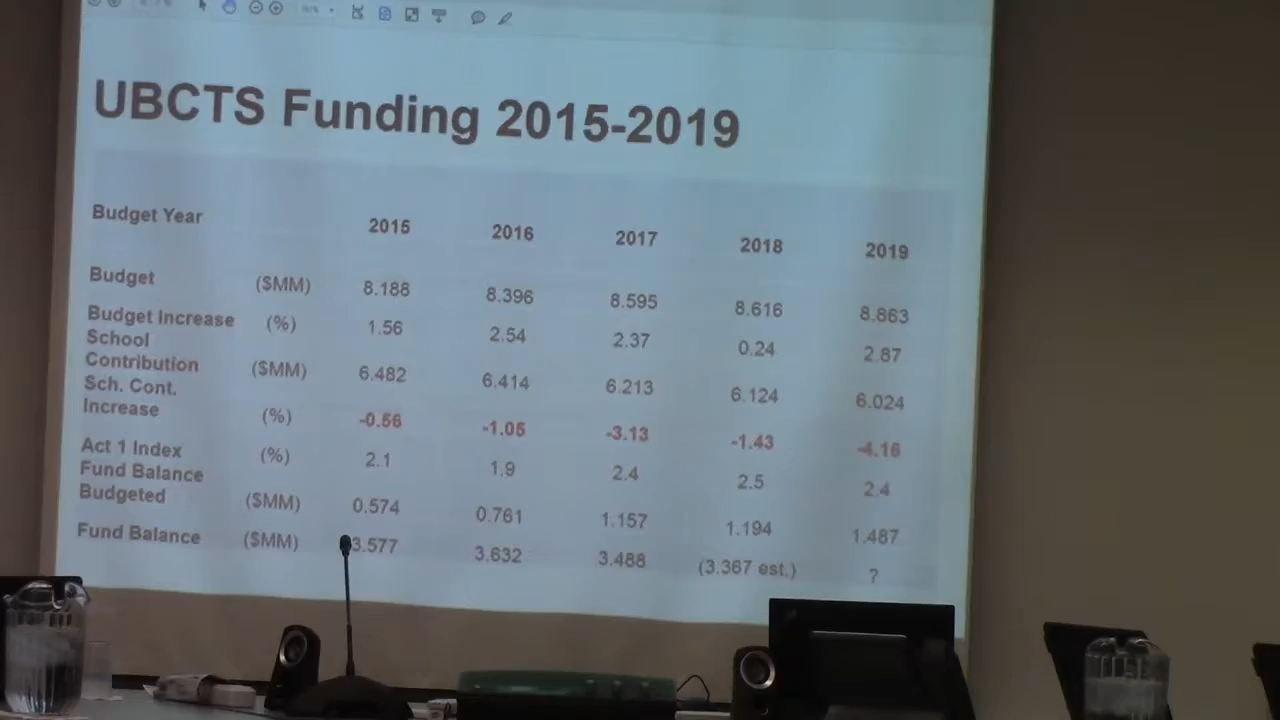 UBCTS Funding 2015-2019
Budget Year 2015 2016 2017 2018 2019
Budget ($MM) 8.188 8.396 8.595 8.616 8.863
Budget Increase (%) 1.56 2.54 2.37 0.24 2.87
School
Contribution ($MM) 6.482 6.414 6.213 6.124 6.024
Sch. Cont.
Increase (%) -0.56 -1.05 -3.13 -1.43 -4.16
Act 1 Index (%) 2.1 1.9 2.4 2.5 2.4
Fund Balance
Budgeted ($MM) 0.574 0.761 1.157 1.194 1.487
Fund Balance ($MM) 3.577 3.632 3.488 (3.367 est.) ?